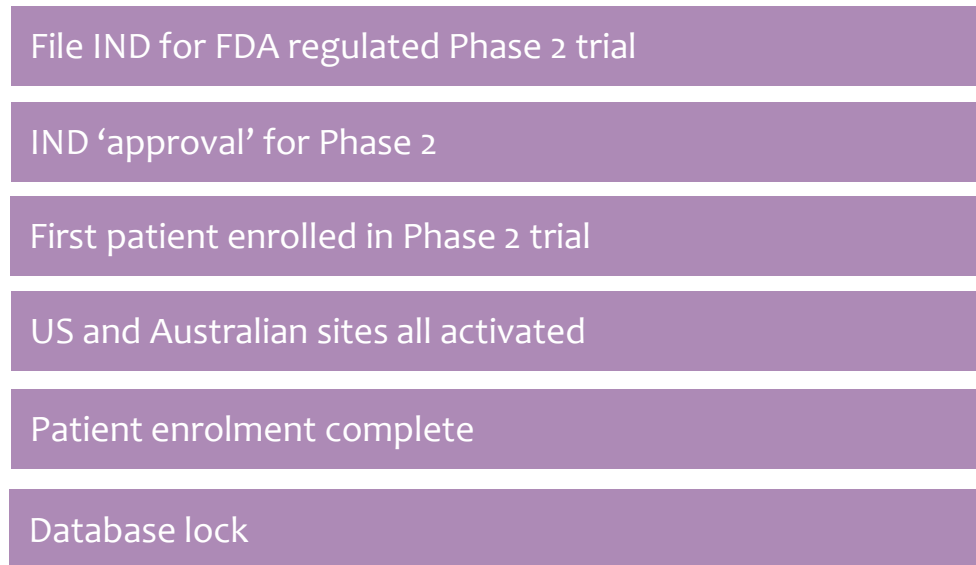 File IND for FDA regulated Phase 2 trial
IND ‘approval’ for Phase 2
First patient enrolled in Phase 2 trial
US and Australian sites all activated
Patient enrolment complete
Database lock